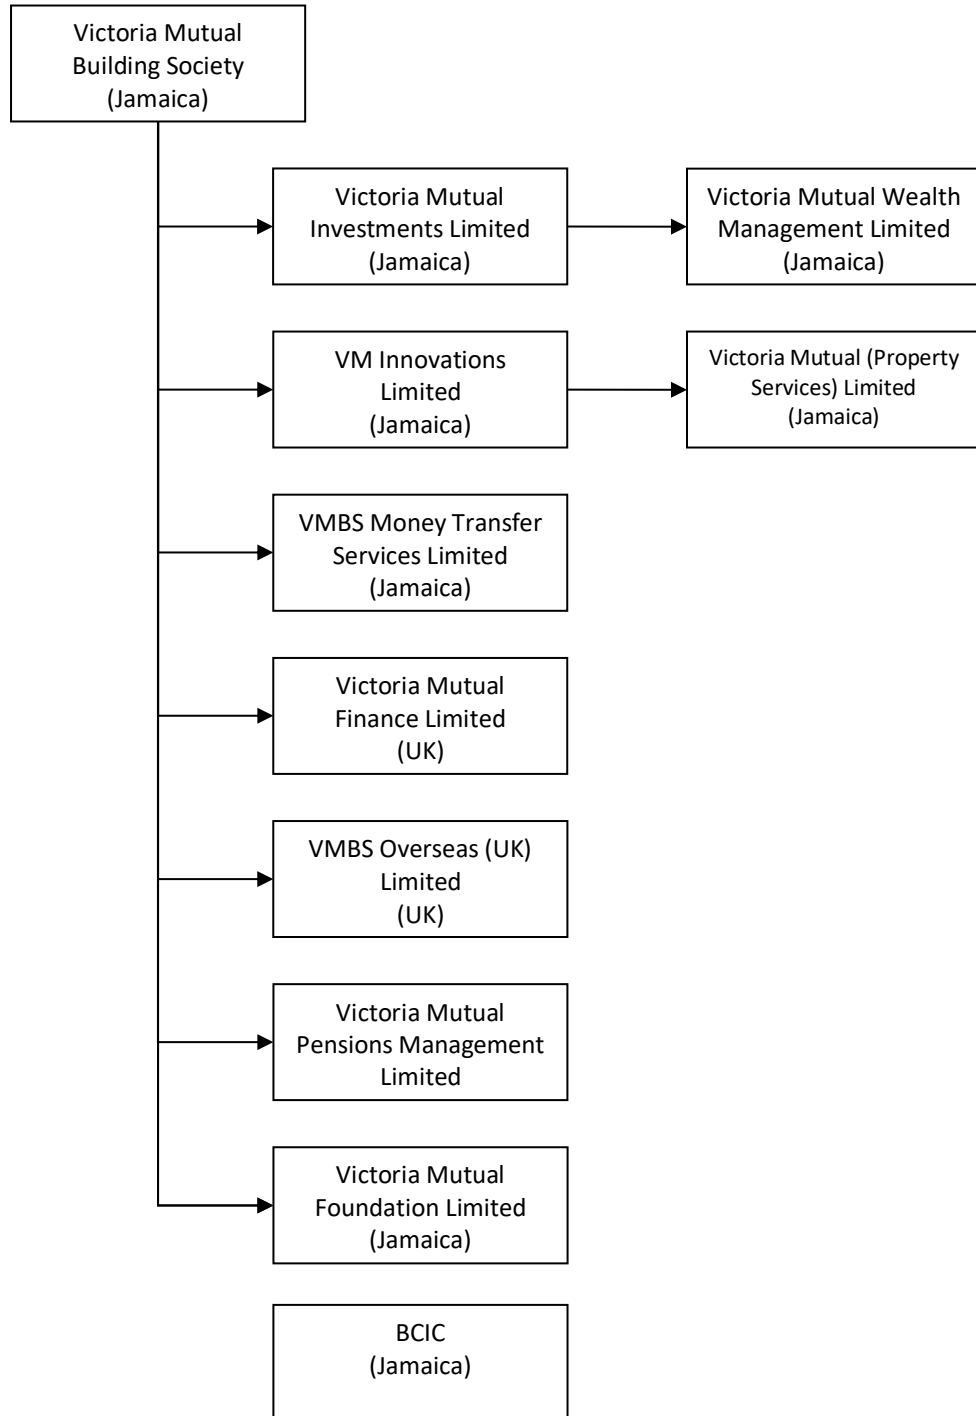 Victoria Mutual
Building Society
(Jamaica)
Victoria Mutual
Investments Limited
(Jamaica)
Victoria Mutual Wealth
Management Limited
(Jamaica)
VM Innovations
Limited
(Jamaica)
Victoria Mutual (Property
Services) Limited
(Jamaica)
VMBS Money Transfer
Services Limited
(Jamaica)
Victoria Mutual
Finance Limited
(UK)
VMBS Overseas (UK)
Limited
(UK)
Victoria Mutual
Pensions Management
Limited
Victoria Mutual
Foundation Limited
(Jamaica)
BCIC
(Jamaica)